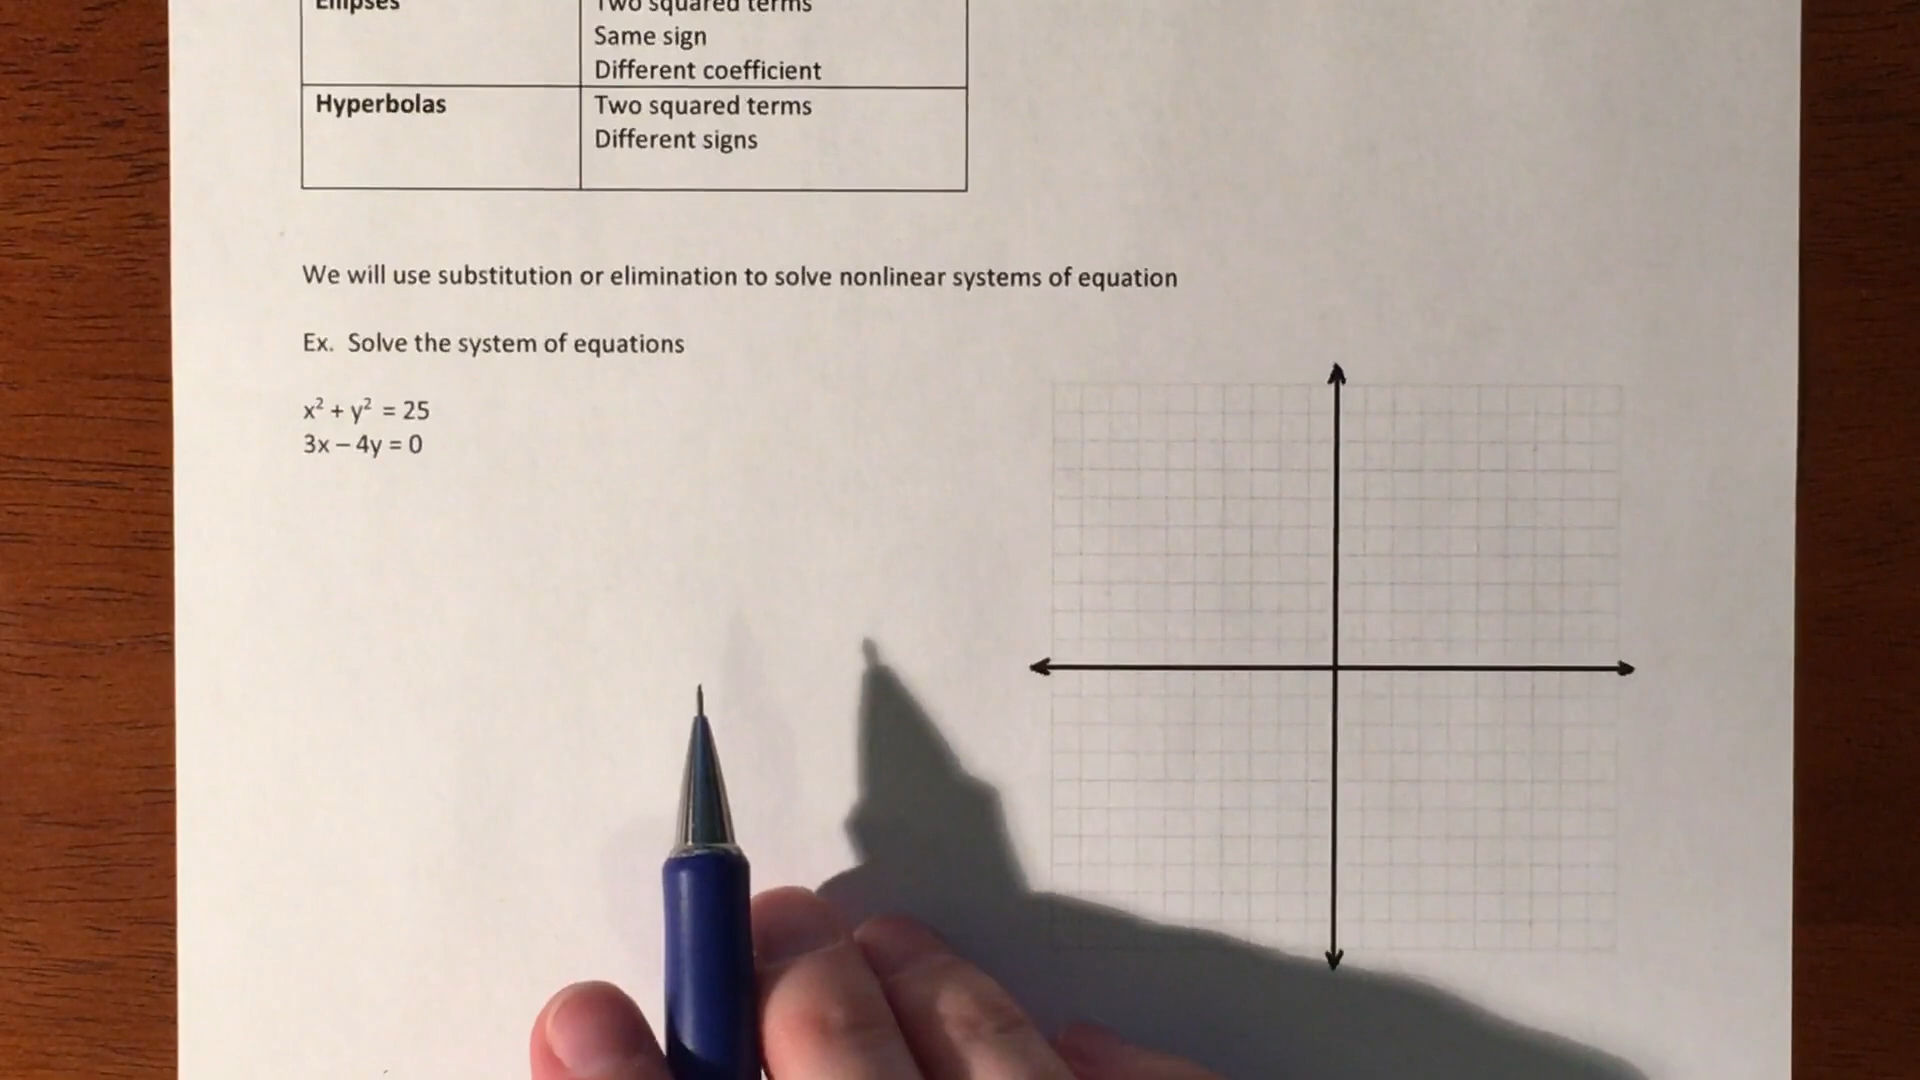 Ellipses
Two squared terms
Same sign
Different coefficient
Hyperbolas
Two squared terms
Different signs
We will use substitution or elimination to solve nonlinear systems of equation
Ex. Solve the system of equations
x² + y² = 25
3x – 4y = 0